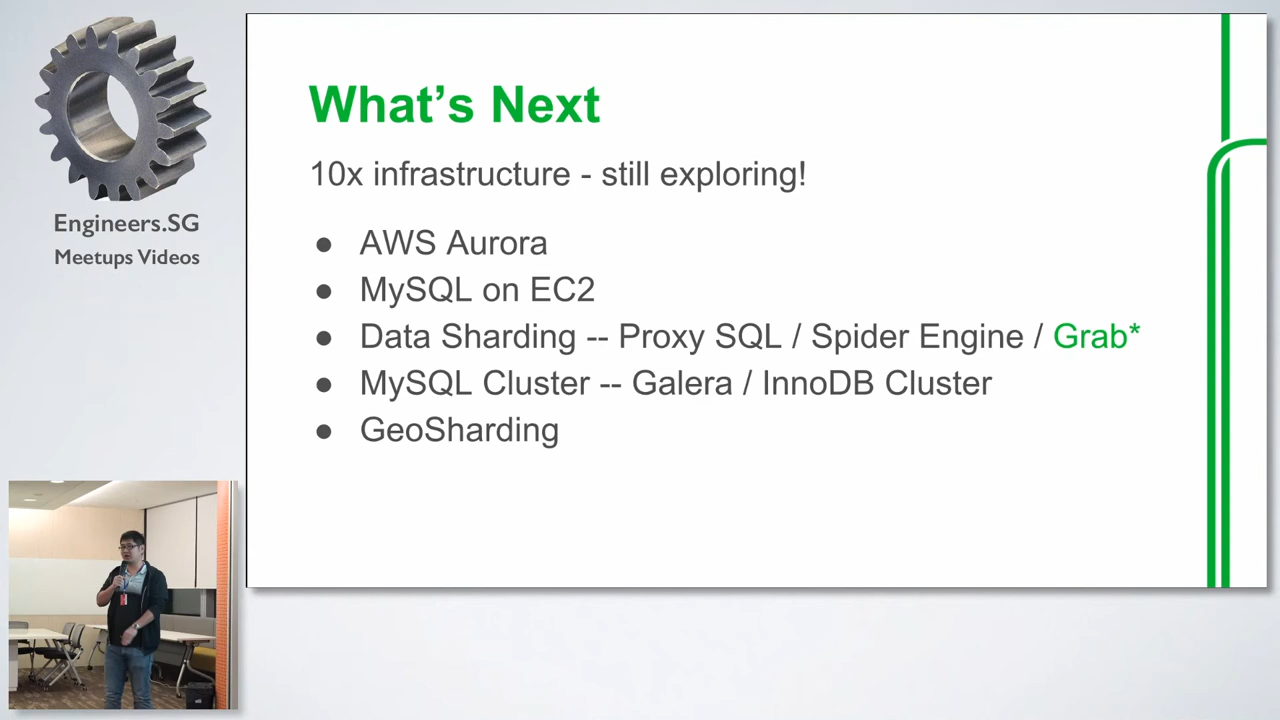 Engineers.SG
Meetups Videos
What's Next
10x infrastructure - still exploring!
● AWS Aurora
● MySQL on EC2
● Data Sharding -- Proxy SQL / Spider Engine / Grab*
● MySQL Cluster -- Galera / InnoDB Cluster
● GeoSharding